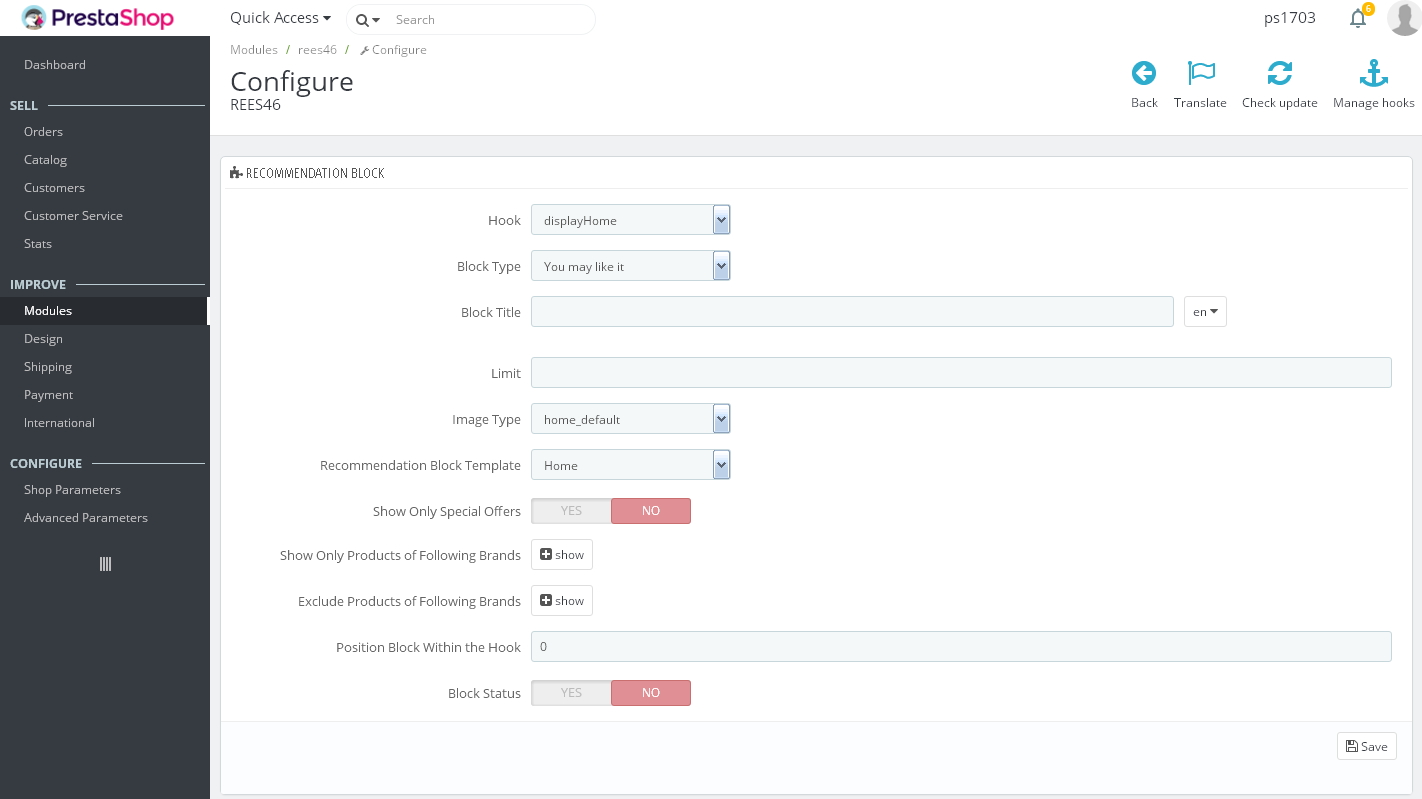 PrestaShop
Quick Access
Search
ps1703
6
Modules / rees46 / Configure
Configure
REES46
Back
Translate
Check update
Manage hooks
Dashboard
SELL
Orders
Catalog
Customers
Customer Service
Stats
IMPROVE
Modules
Design
Shipping
Payment
International
CONFIGURE
Shop Parameters
Advanced Parameters
RECOMMENDATION BLOCK
Hook displayHome
Block Type You may like it
Block Title en
Limit
Image Type home_default
Recommendation Block Template Home
Show Only Special Offers YES NO
Show Only Products of Following Brands show
Exclude Products of Following Brands show
Position Block Within the Hook 0
Block Status YES NO
Save